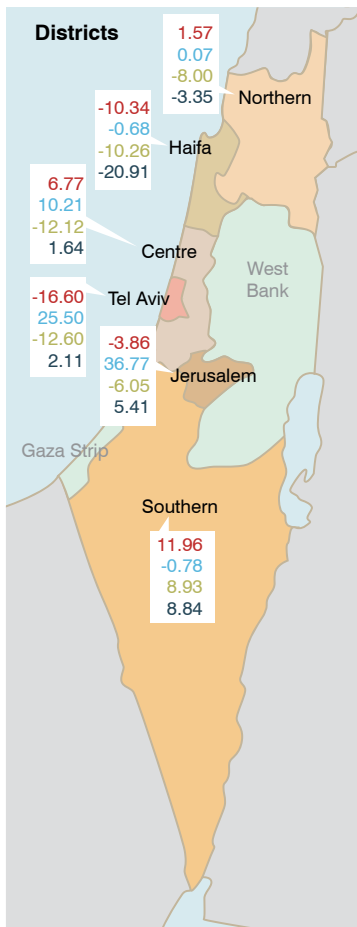 Districts
1.57
0.07
-8.00
-3.35
Northern
-10.34
-0.68
-10.26
-20.91
Haifa
6.77
10.21
-12.12
1.64
Centre
West
Bank
-16.60
25.50
-12.60
2.11
Tel Aviv
-3.86
36.77
-6.05
5.41
Jerusalem
Gaza Strip
Southern
11.96
-0.78
8.93
8.84